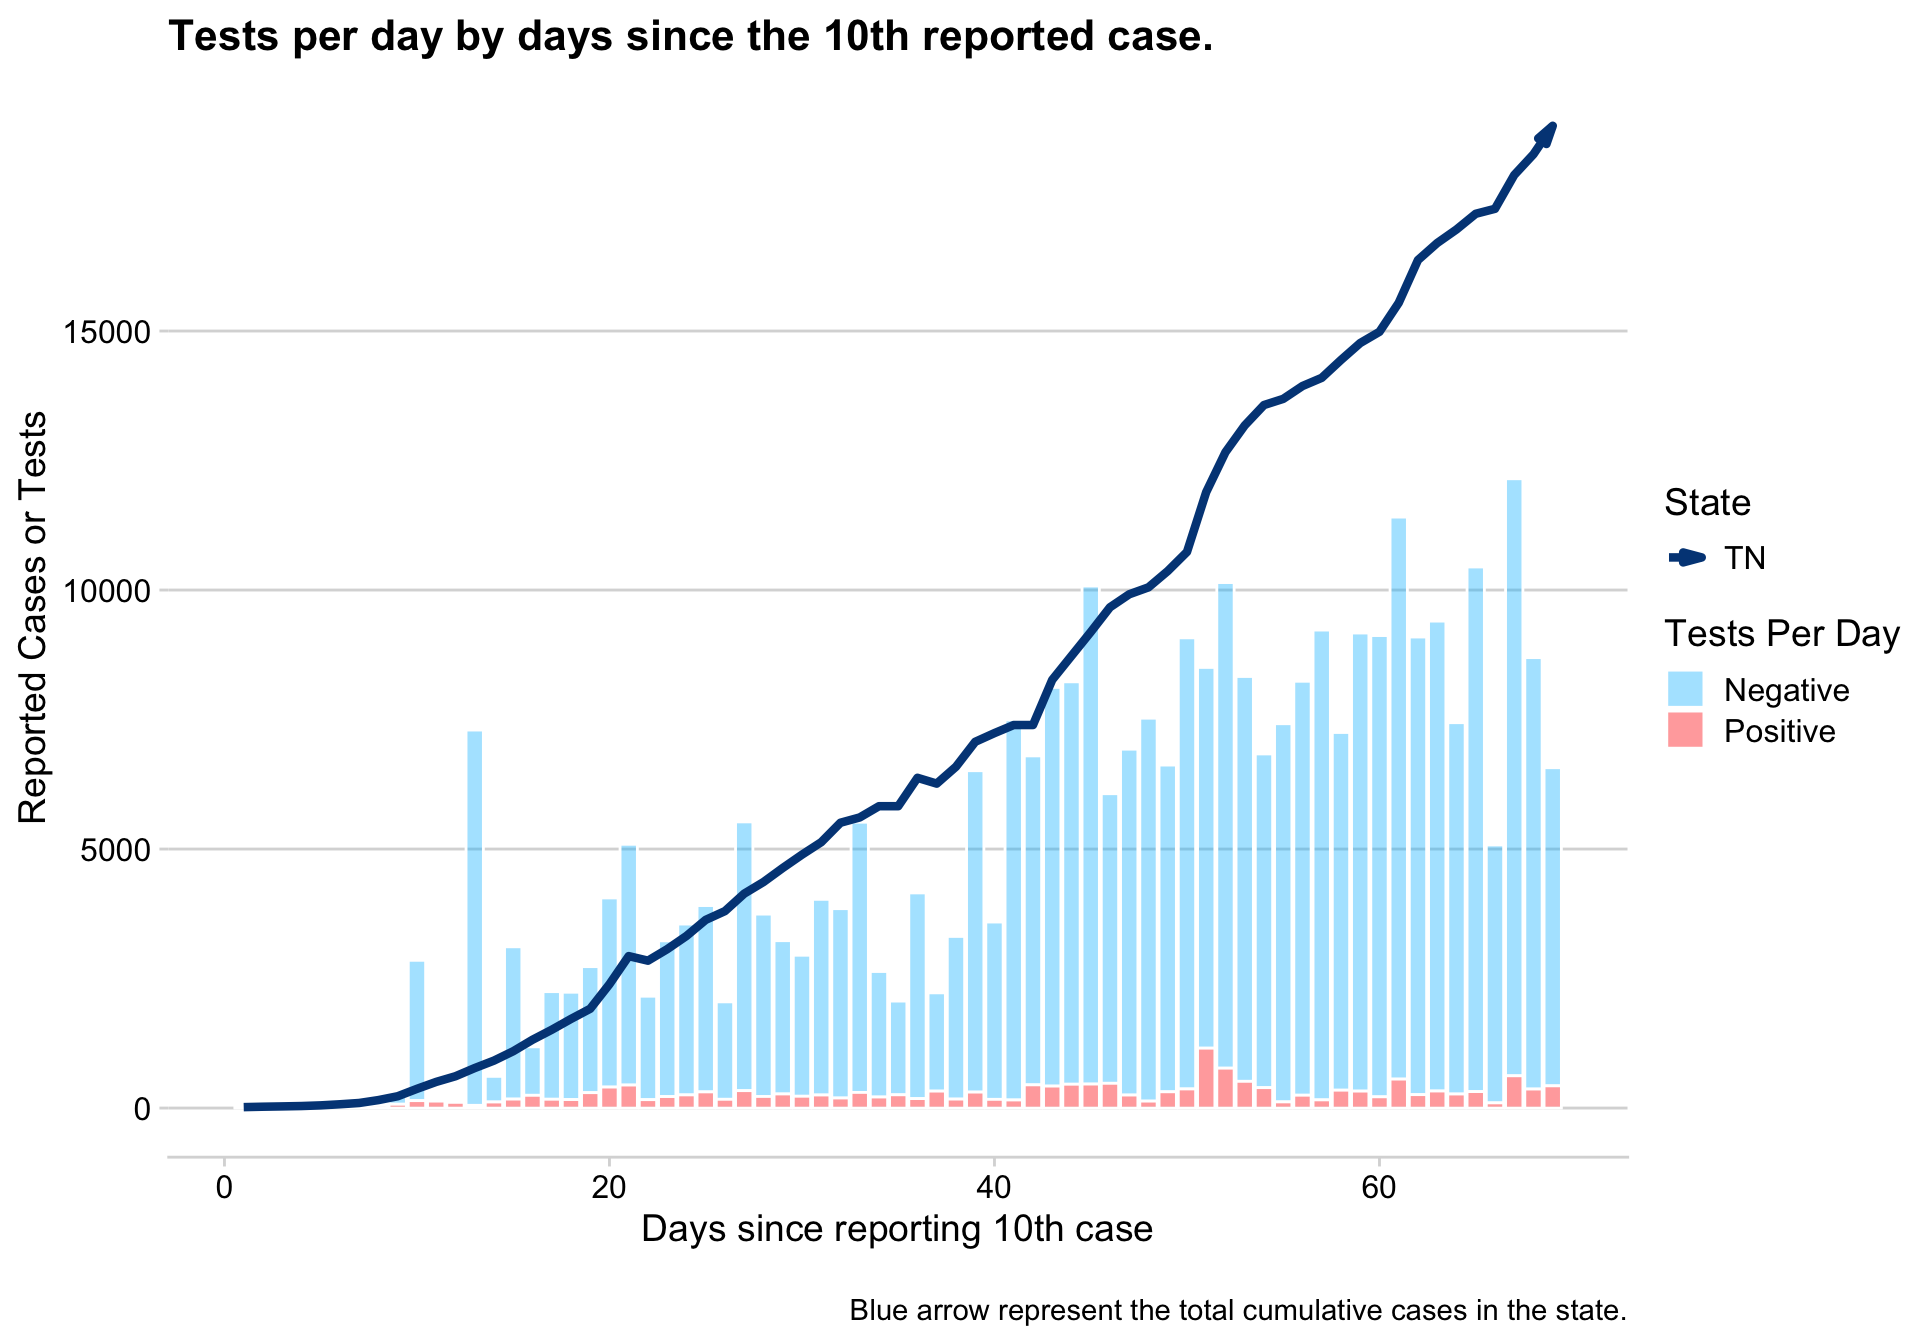 Tests per day by days since the 10th reported case.
15000
10000
5000
0
Reported Cases or Tests
0 20 40 60
Days since reporting 10th case
State
TN
Tests Per Day
Negative
Positive
Blue arrow represent the total cumulative cases in the state.